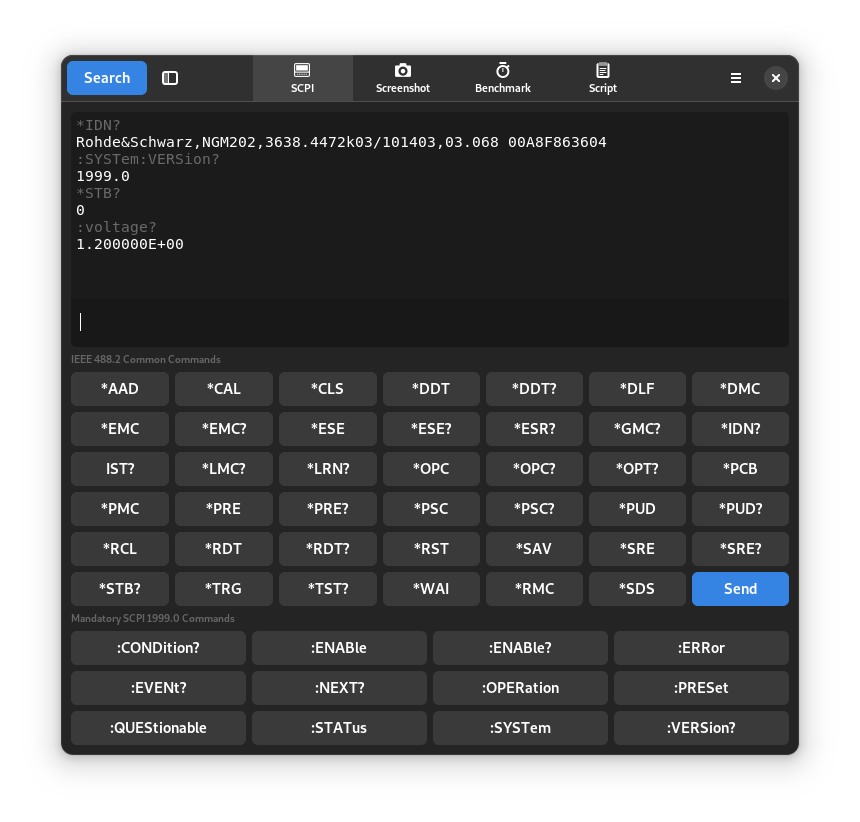 Search
SCPI
Screenshot
Benchmark
Script
*IDN?
Rohde&Schwarz,NGM202,3638.4472k03/101403,03.068 00A8F863604
:SYSTem:VERSion?
1999.0
*STB?
0
:voltage?
1.200000E+00
IEEE 488.2 Common Commands
*AAD *CAL *CLS *DDT *DDT? *DLF *DMC
*EMC *EMC? *ESE *ESE? *ESR? *GMC? *IDN?
IST? *LMC? *LRN? *OPC *OPC? *OPT? *PCB
*PMC *PRE *PRE? *PSC *PSC? *PUD *PUD?
*RCL *RDT *RDT? *RST *SAV *SRE *SRE?
*STB? *TRG *TST? *WAI *RMC *SDS Send
Mandatory SCPI 1999.0 Commands
:CONDition? :ENABle :ENABle? :ERRor
:EVENt? :NEXT? :OPERation :PRESet
:QUEStionable :STATus :SYSTem :VERSion?